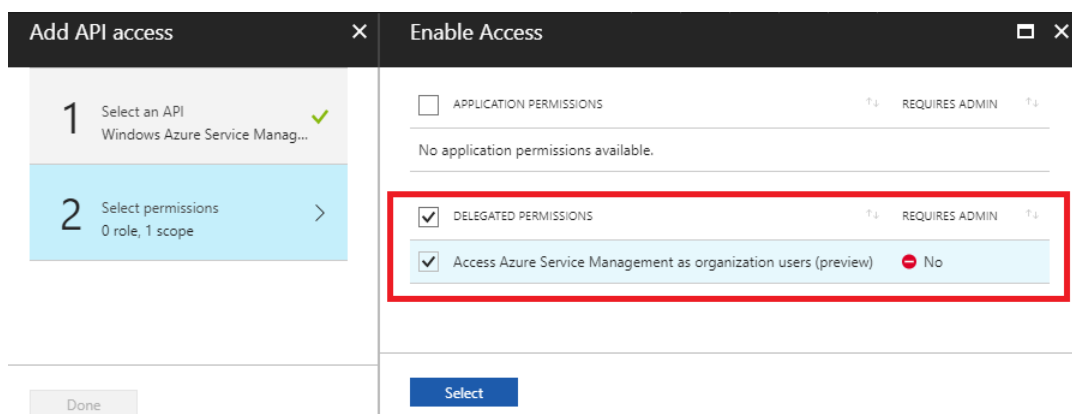 Add API access
1
Select an API
Windows Azure Service Manag...
2
Select permissions
0 role, 1 scope
Done
Enable Access
APPLICATION PERMISSIONS REQUIRES ADMIN
No application permissions available.
DELEGATED PERMISSIONS REQUIRES ADMIN
Access Azure Service Management as organization users (preview) No
Select